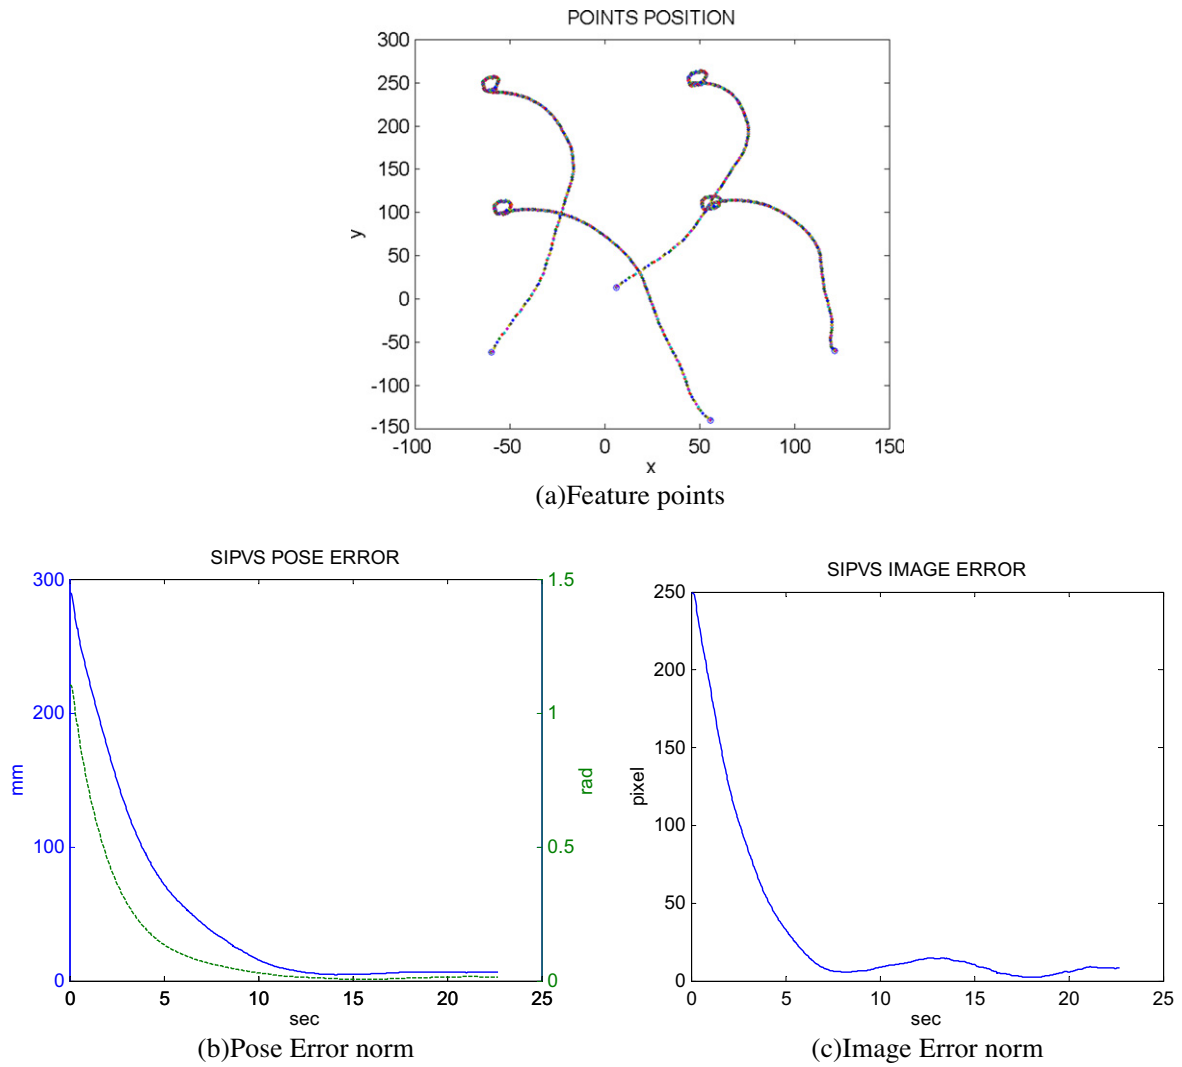 POINTS POSITION
300
250
200
150
100
50
0
-50
-100
-150
y
-100 -50 0 50 100 150
x
(a)Feature points
SIPVS POSE ERROR
300
200
100
0
mm
1.5
1
0.5
0
rad
0 5 10 15 20 25
sec
(b)Pose Error norm
SIPVS IMAGE ERROR
250
200
150
100
50
0
pixel
0 5 10 15 20 25
sec
(c)Image Error norm